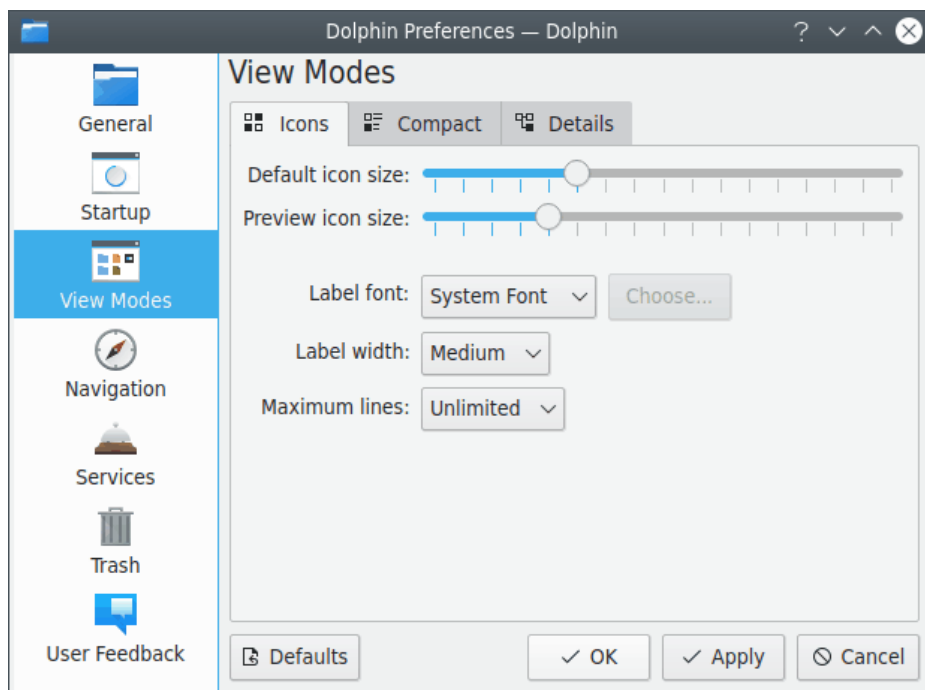 Dolphin Preferences — Dolphin
General
Startup
View Modes
Navigation
Services
Trash
User Feedback
View Modes
Icons Compact Details
Default icon size:
Preview icon size:
Label font: System Font Choose...
Label width: Medium
Maximum lines: Unlimited
Defaults OK Apply Cancel